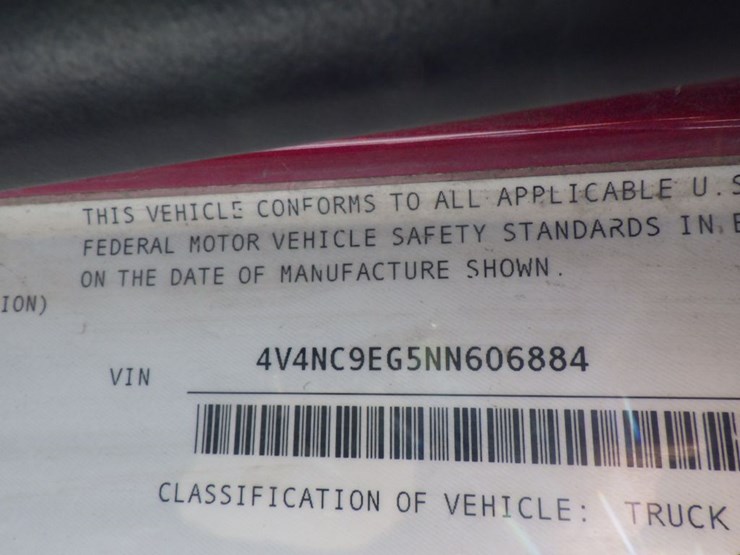 THIS VEHICLE CONFORMS TO ALL APPLICABLE U.S
FEDERAL MOTOR VEHICLE SAFETY STANDARDS IN E
ON THE DATE OF MANUFACTURE SHOWN.
ION)
VIN 4V4NC9EG5NN606884
CLASSIFICATION OF VEHICLE: TRUCK